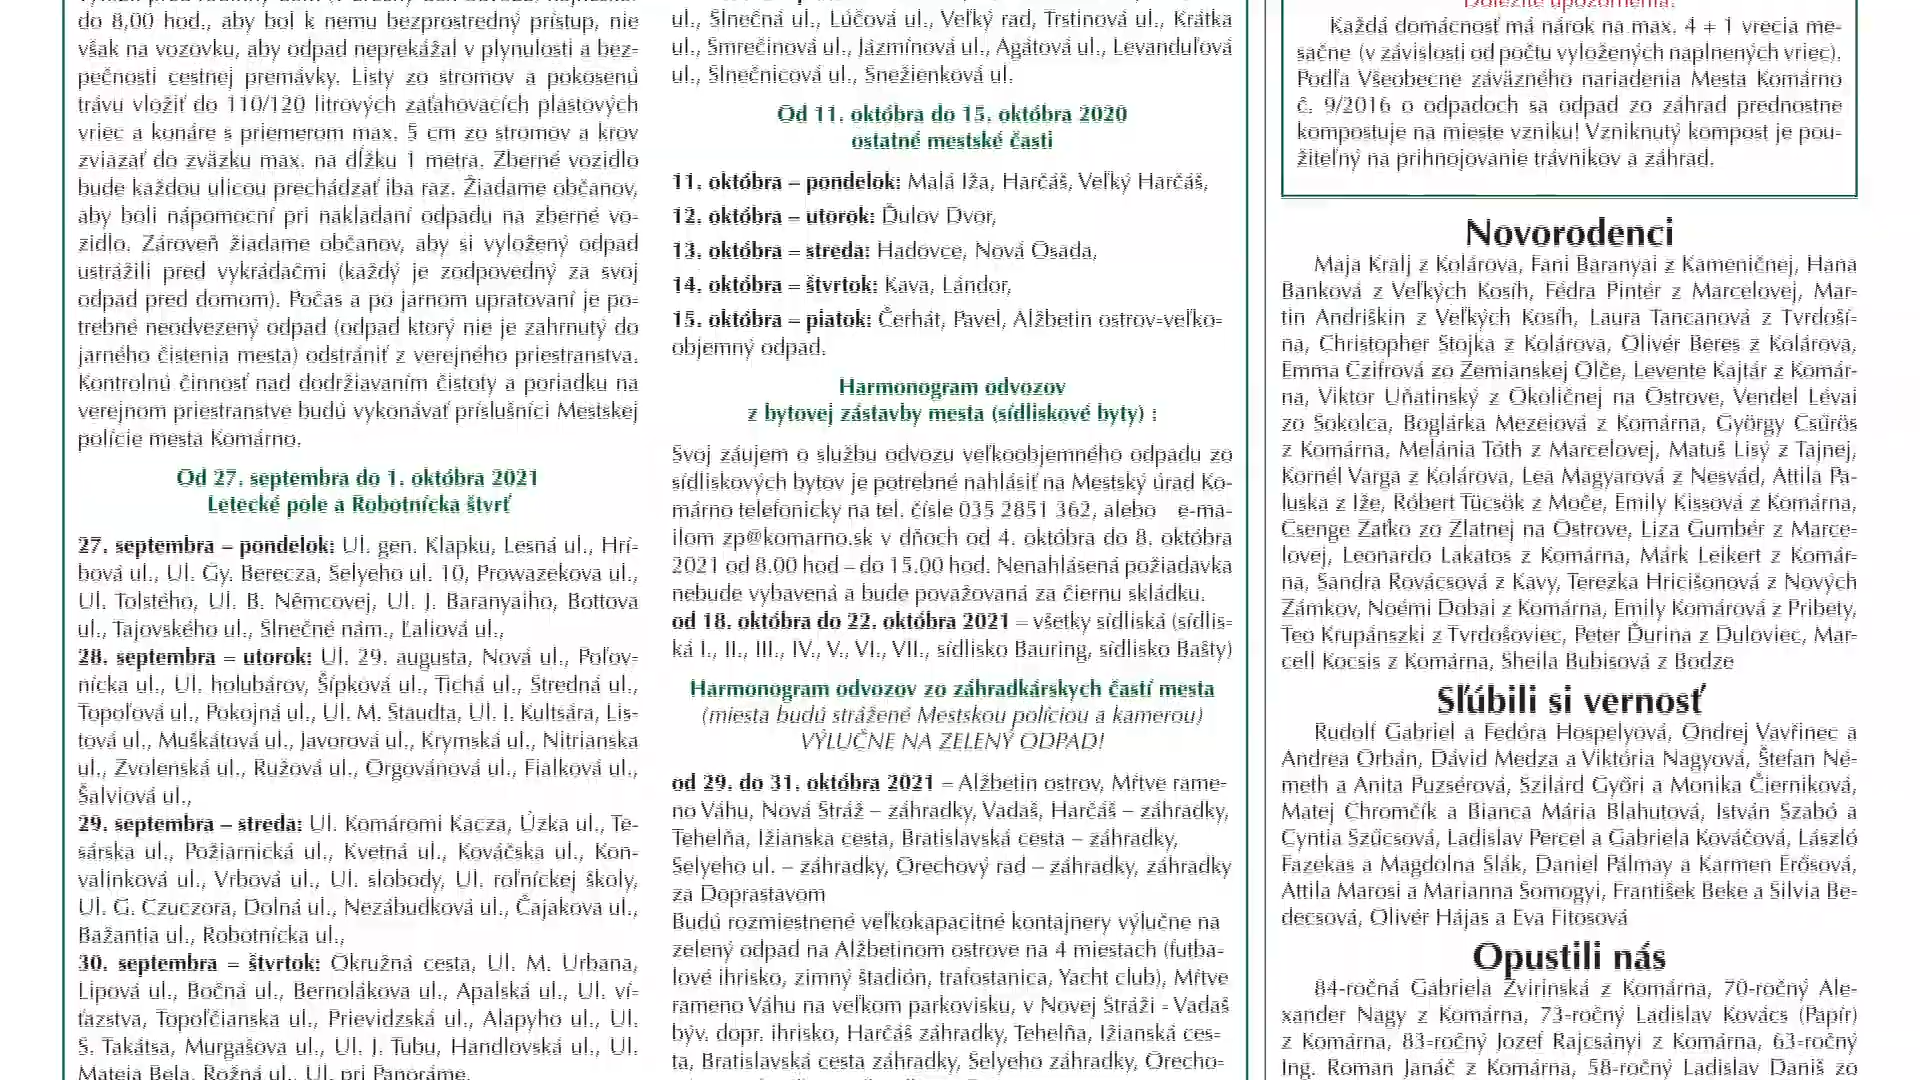 do 8,00 hod., aby bol k nemu bezprostredný prístup, nie
však na vozovku, aby odpad neprekážal v plynulosti a bez-
pečnosti cestnej premávky. Listy zo stromov a pokosenú
trávu vložiť do 110/120 litrových zaťahovacích plastových
vriec a konáre s priemerom max. 5 cm zo stromov a krov
zviazať do zväzku max. na dĺžku 1 metra. Zberné vozidlo
bude každou ulicou prechádzať iba raz. Žiadame občanov,
aby boli nápomocní pri nakladaní odpadu na zberné vo-
zidlo. Zároveň žiadame občanov, aby si vyložený odpad
ustrážili pred vykrádačmi (každý je zodpovedný za svoj
odpad pred domom). Počas a po jarnom upratovaní je po-
trebné neodvezený odpad (odpad ktorý nie je zahrnutý do
jarného čistenia mesta) odstrániť z verejného priestranstva.
Kontrolnú činnosť nad dodržiavaním čistoty a poriadku na
verejnom priestranstve budú vykonávať príslušníci Mestskej
polície mesta Komárno.
Od 27. septembra do 1. októbra 2021
Letecké pole a Robotnícka štvrť
27. septembra – pondelok: Ul. gen. Klapku, Lesná ul., Hrí-
bová ul., Ul. Gy. Berecza, Selyeho ul. 10, Prowazekova ul.,
Ul. Tolstého, Ul. B. Němcovej, Ul. J. Baranyaiho, Bottova
ul., Tajovského ul., Slnečné nám., Ľaliová ul.,
28. septembra – utorok: Ul. 29. augusta, Nová ul., Poľov-
nícka ul., Ul. holubárov, Šípková ul., Tichá ul., Stredná ul.,
Topoľová ul., Pokojná ul., Ul. M. Staudta, Ul. I. Kultsára, Lis-
tová ul., Muškátová ul., Javorová ul., Krymská ul., Nitrianska
ul., Zvolenská ul., Ružová ul., Orgovánová ul., Fialková ul.,
Šalviová ul.,
29. septembra – streda: Ul. Komáromi Kacza, Úzka ul., Te-
sárska ul., Požiarnická ul., Kvetná ul., Kováčska ul., Kon-
valinková ul., Vrbová ul., Ul. slobody, Ul. roľníckej školy,
Ul. G. Czuczora, Dolná ul., Nezábudková ul., Čajakova ul.,
Bažantia ul., Robotnícka ul.,
30. septembra – štvrtok: Okružná cesta, Ul. M. Urbana,
Lipová ul., Bočná ul., Bernolákova ul., Apalská ul., Ul. ví-
ťazstva, Topoľčianska ul., Prievidzská ul., Alapyho ul., Ul.
S. Takátsa, Murgašova ul., Ul. J. Tubu, Handlovská ul., Ul.
Mateja Bela, Rožná ul., Ul. pri Panoráme,
ul., Slnečná ul., Lúčová ul., Veľký rad, Trstinová ul., Krátka
ul., Smrečinová ul., Jázmínová ul., Agátová ul., Levanduľová
ul., Slnečnicová ul., Snežienková ul.
Od 11. októbra do 15. októbra 2020
ostatné mestské časti
11. októbra – pondelok: Malá Iža, Harčáš, Veľký Harčáš,
12. októbra – utorok: Ďulov Dvor,
13. októbra – streda: Hadovce, Nová Osada,
14. októbra – štvrtok: Kava, Lándor,
15. októbra – piatok: Čerhát, Pavel, Alžbetin ostrov-veľko-
objemný odpad.
Harmonogram odvozov
z bytovej zástavby mesta (sídliskové byty) :
Svoj záujem o službu odvozu veľkoobjemného odpadu zo
sídliskových bytov je potrebné nahlásiť na Mestský úrad Ko-
márno telefonicky na tel. čísle 035 2851 362, alebo e-ma-
ilom zp@komarno.sk v dňoch od 4. októbra do 8. októbra
2021 od 8.00 hod – do 15.00 hod. Nenahlásená požiadavka
nebude vybavená a bude považovaná za čiernu skládku.
od 18. októbra do 22. októbra 2021 – všetky sídliská (sídlis-
ká I., II., III., IV., V., VI., VII., sídlisko Bauring, sídlisko Bašty)
Harmonogram odvozov zo záhradkárskych častí mesta
(miesta budú strážené Mestskou políciou a kamerou)
VÝLUČNE NA ZELENÝ ODPAD!
od 29. do 31. októbra 2021 – Alžbetin ostrov, Mŕtve rame-
no Váhu, Nová Stráž – záhradky, Vadaš, Harčáš – záhradky,
Tehelňa, Ižianska cesta, Bratislavská cesta – záhradky,
Selyeho ul. – záhradky, Orechový rad – záhradky, záhradky
za Doprastavom
Budú rozmiestnené veľkokapacitné kontajnery výlučne na
zelený odpad na Alžbetinom ostrove na 4 miestach (futba-
lové ihrisko, zimný štadión, trafostanica, Yacht club), Mŕtve
rameno Váhu na veľkom parkovisku, v Novej Stráži - Vadaš
býv. dopr. ihrisko, Harčáš záhradky, Tehelňa, Ižianská ces-
ta, Bratislavská cesta záhradky, Selyeho záhradky, Orecho-
Dôležité upozornenia:
Každá domácnosť má nárok na max. 4 + 1 vrecia me-
sačne (v závislosti od počtu vyložených naplnených vriec).
Podľa Všeobecne záväzného nariadenia Mesta Komárno
č. 9/2016 o odpadoch sa odpad zo záhrad prednostne
kompostuje na mieste vzniku! Vzniknutý kompost je pou-
žiteľný na prihnojovanie trávnikov a záhrad.
Novorodenci
Maja Kralj z Kolárova, Fani Baranyai z Kameničnej, Hana
Banková z Veľkých Kosíh, Fédra Pintér z Marcelovej, Mar-
tin Andriškin z Veľkých Kosíh, Laura Tancanová z Tvrdoší-
na, Christopher Stojka z Kolárova, Olivér Beres z Kolárova,
Emma Czifrová zo Zemianskej Olče, Levente Kajtár z Komár-
na, Viktor Uňatinský z Okoličnej na Ostrove, Vendel Lévai
zo Sokolca, Boglárka Mezeiová z Komárna, György Csűrös
z Komárna, Melánia Tóth z Marcelovej, Matuš Lisý z Tajnej,
Kornél Varga z Kolárova, Lea Magyarová z Nesvád, Attila Pa-
luska z Iže, Róbert Tücsök z Moče, Emily Kissová z Komárna,
Csenge Zaťko zo Zlatnej na Ostrove, Liza Gumbér z Marce-
lovej, Leonardo Lakatos z Komárna, Márk Leikert z Komár-
na, Sandra Rovácsová z Kavy, Terezka Hricišonová z Nových
Zámkov, Noémi Dobai z Komárna, Emily Komárová z Pribety,
Teo Krupánszki z Tvrdošoviec, Peter Ďurina z Duloviec, Mar-
cell Kocsis z Komárna, Sheila Bubisová z Bodze
Sľúbili si vernosť
Rudolf Gabriel a Fedóra Hospelyová, Ondrej Vavřinec a
Andrea Orbán, Dávid Medza a Viktória Nagyová, Štefan Né-
meth a Anita Puzsérová, Szilárd Győri a Monika Čierniková,
Matej Chromčík a Bianca Mária Blahutová, István Szabó a
Cyntia Szűcsová, Ladislav Percel a Gabriela Kováčová, László
Fazekas a Magdolna Slák, Daniel Pálmay a Karmen Erősová,
Attila Marosi a Marianna Somogyi, František Beke a Silvia Be-
decsová, Olivér Hájas a Eva Fitosová
Opustili nás
84-ročná Gabriela Zvirinská z Komárna, 70-ročný Ale-
xander Nagy z Komárna, 73-ročný Ladislav Kovács (Papír)
z Komárna, 83-ročný Jozef Rajcsányi z Komárna, 63-ročný
Ing. Roman Janáč z Komárna, 58-ročný Ladislav Daniš zo